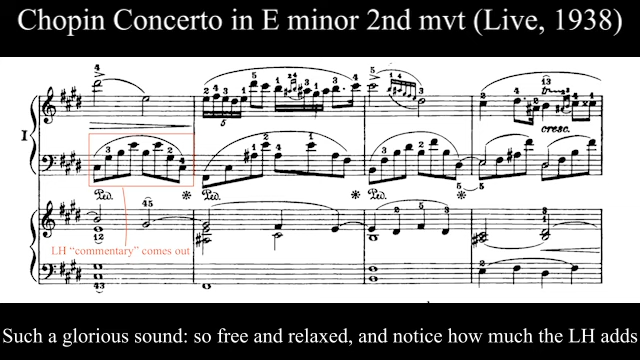 Chopin Concerto in E minor 2nd mvt (Live, 1938)
I
cresc.
LH "commentary" comes out
Such a glorious sound: so free and relaxed, and notice how much the LH adds